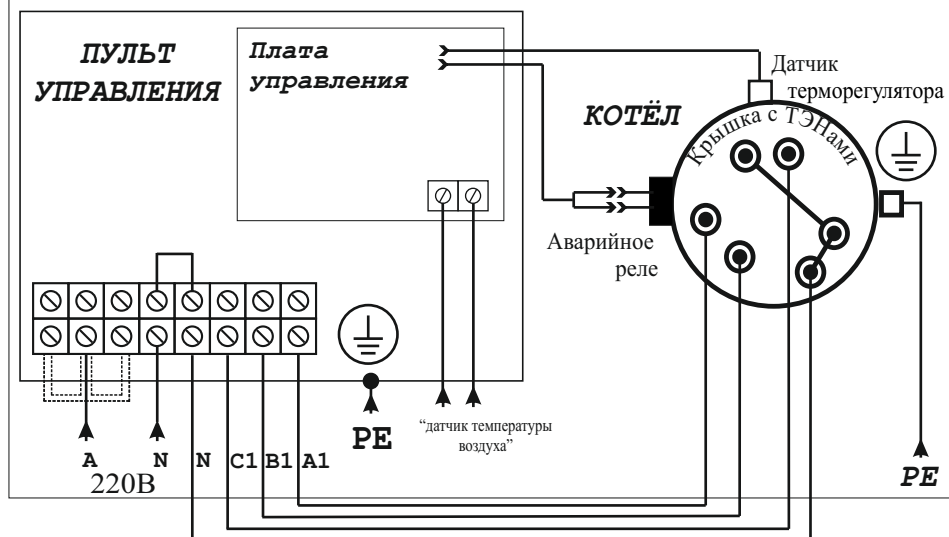 ПУЛЬТ
УПРАВЛЕНИЯ
Плата
управления
КОТЁЛ
Датчик
терморегулятора
Крышка с ТЭНами
Аварийное
реле
PE
“датчик температуры
воздуха”
A N N C1 B1 A1
220В
PE